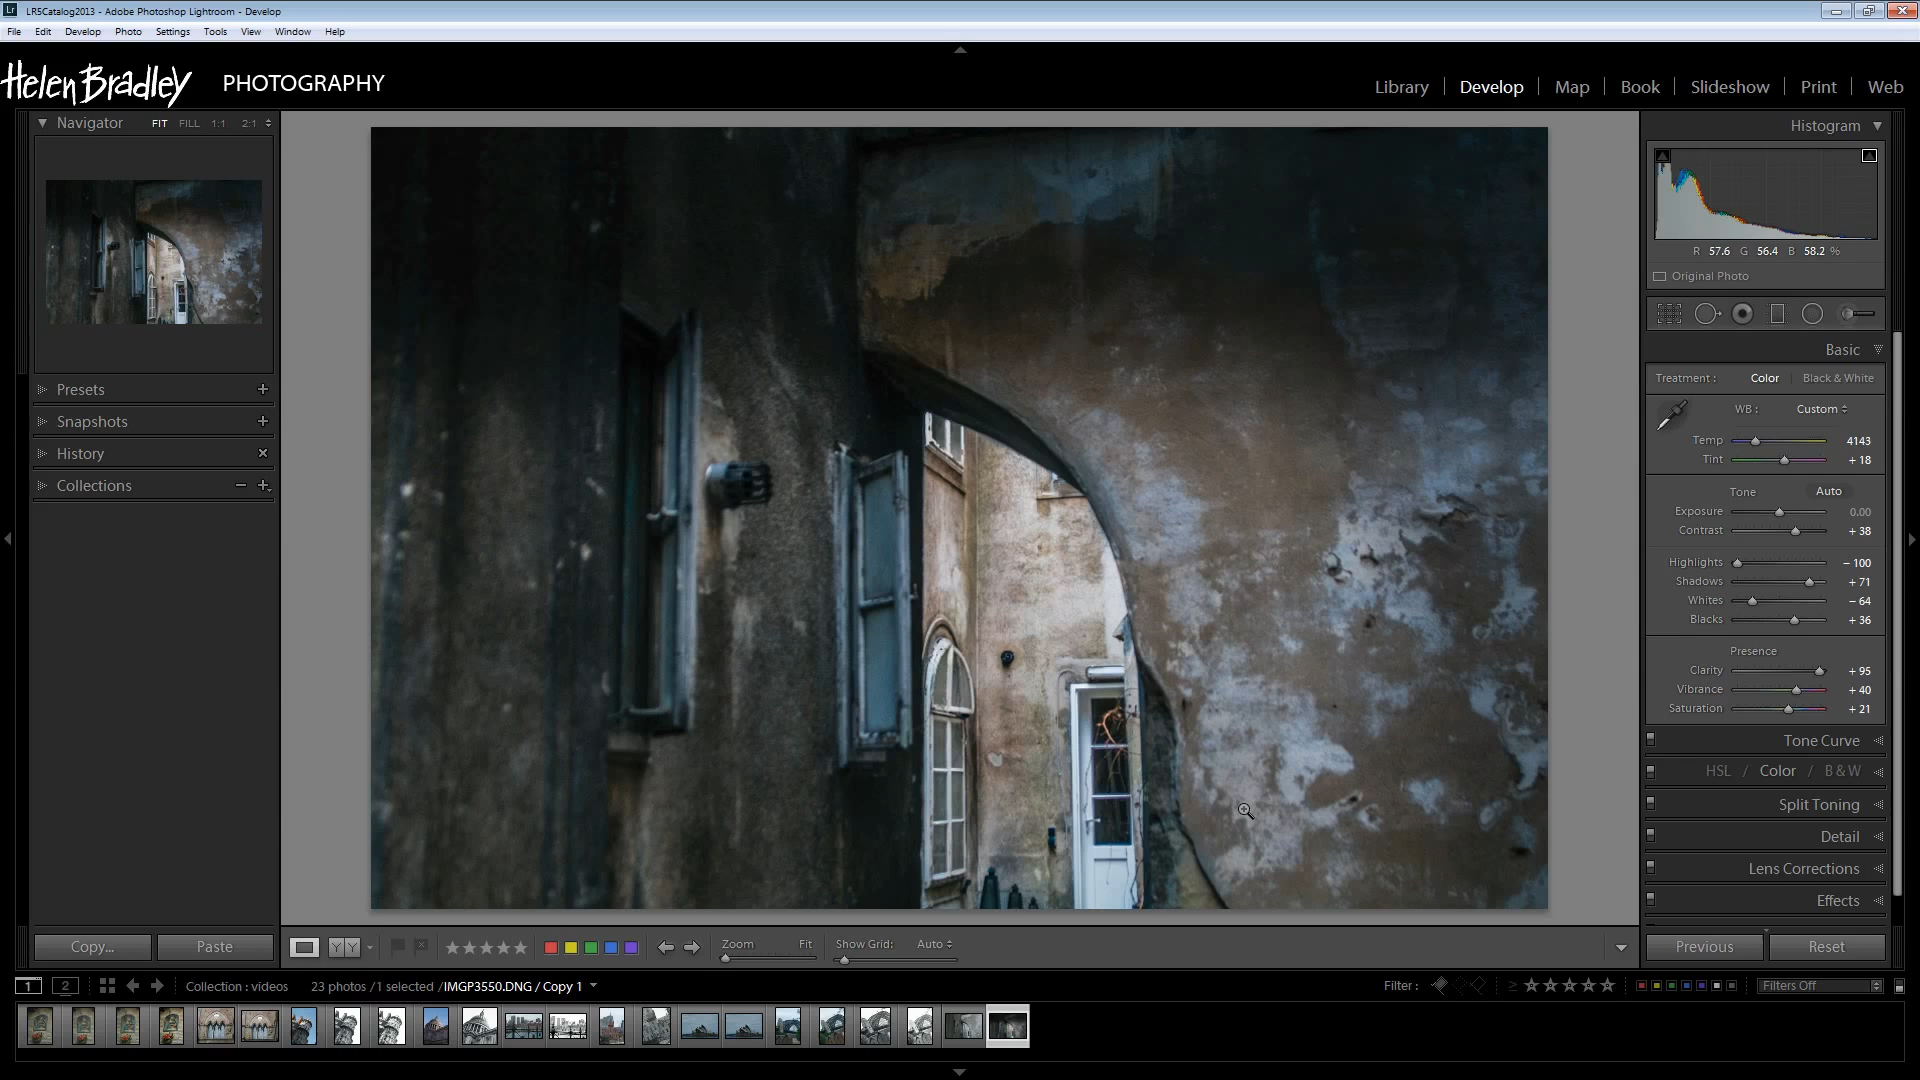 LR5Catalog2013 - Adobe Photoshop Lightroom - Develop
File Edit Develop Photo Settings Tools View Window Help
Helen Bradley PHOTOGRAPHY
Library Develop Map Book Slideshow Print Web
Navigator FIT FILL 1:1 2:1
Presets
Snapshots
History
Collections
Histogram
R 57.6 G 56.4 B 58.2 %
Original Photo
Basic
Treatment : Color Black & White
WB : Custom
Temp 4143
Tint + 18
Tone Auto
Exposure 0.00
Contrast + 38
Highlights − 100
Shadows + 71
Whites − 64
Blacks + 36
Presence
Clarity + 95
Vibrance + 40
Saturation + 21
Tone Curve
HSL / Color / B & W
Split Toning
Detail
Lens Corrections
Effects
Copy... Paste
Y Y
Zoom Fit Show Grid: Auto
Previous Reset
1 2 Collection : videos 23 photos / 1 selected / IMGP3550.DNG / Copy 1
Filter : ≥ Filters Off